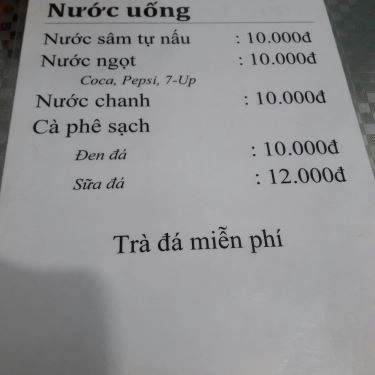 Nước uống
Nước sâm tự nấu : 10.000đ
Nước ngọt : 10.000đ
Coca, Pepsi, 7-Up
Nước chanh : 10.000đ
Cà phê sạch
Đen đá : 10.000đ
Sữa đá : 12.000đ
Trà đá miễn phí